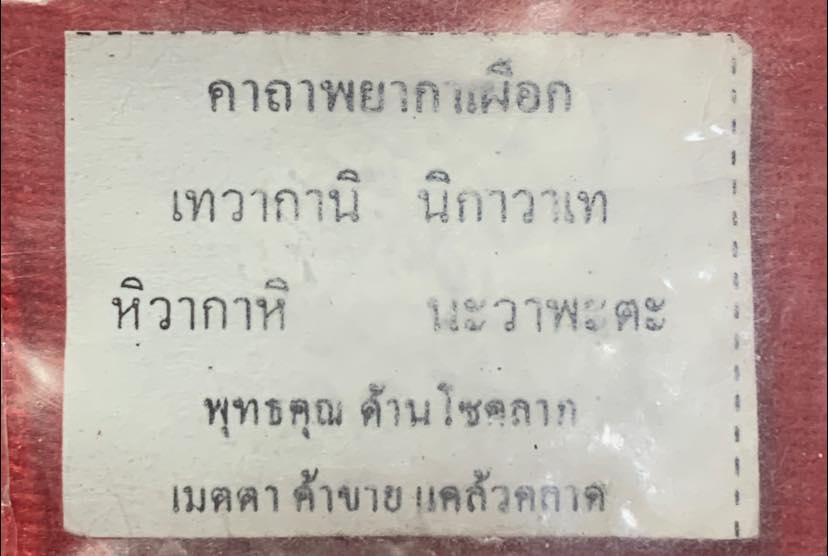 คาถาพยากาเผือก
เทวากานิ นิกาวาเท
หิวากาหิ นะวาพะตะ
พุทธคุณ ด้านโชคลาภ
เมตตา ค้าขาย แคล้วคลาด